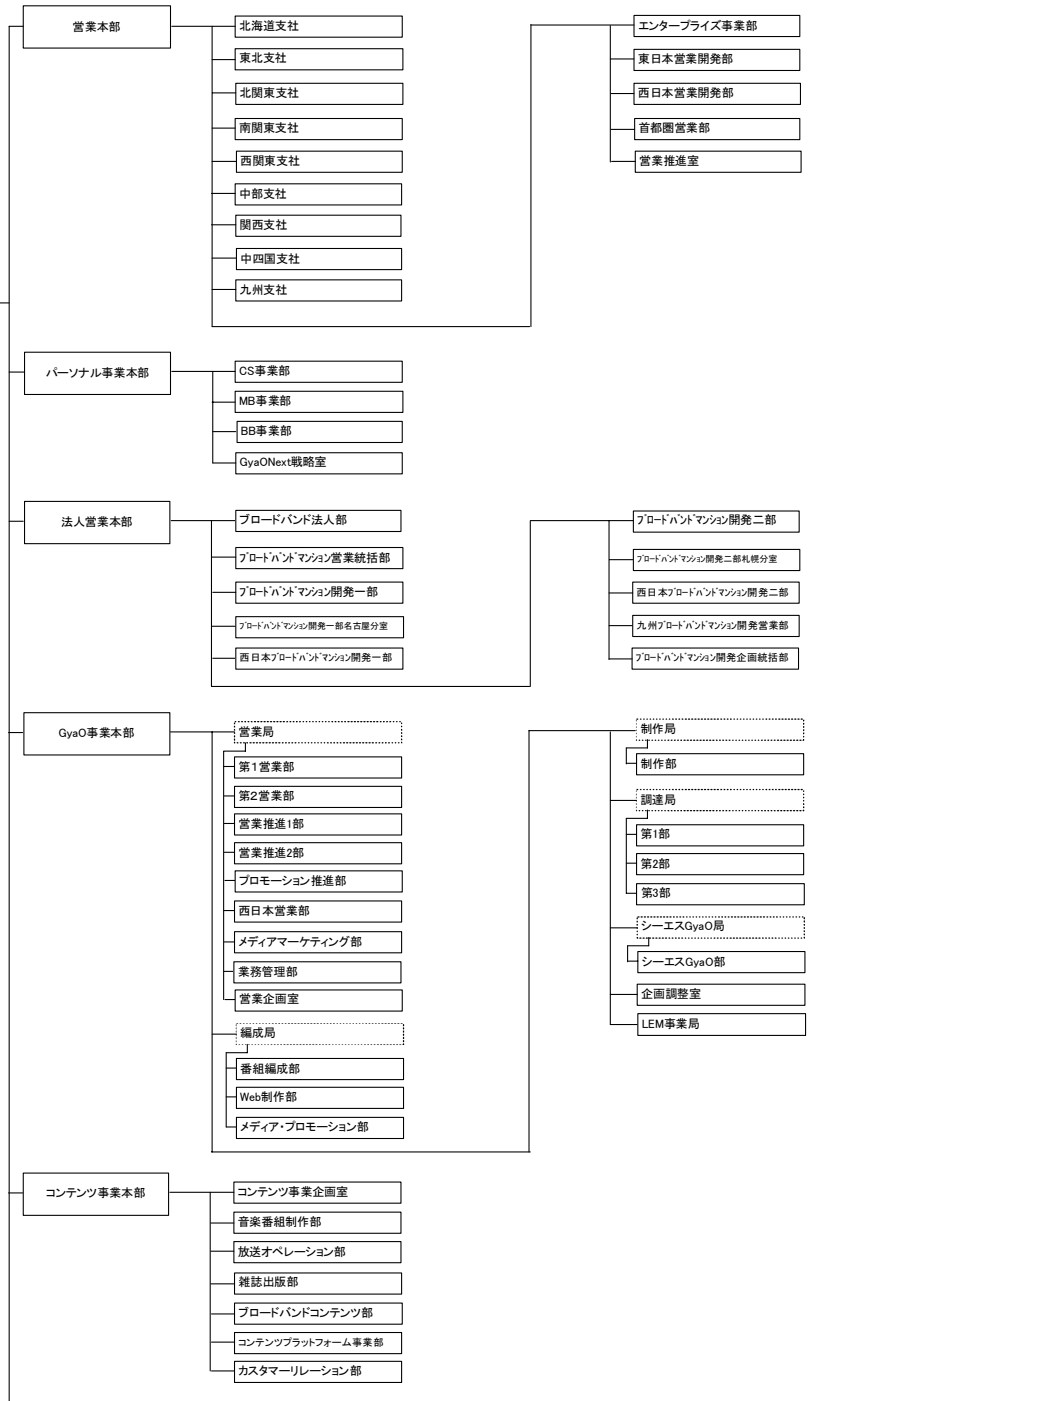 営業本部
北海道支社
東北支社
北関東支社
南関東支社
西関東支社
中部支社
関西支社
中四国支社
九州支社
エンタープライズ事業部
東日本営業開発部
西日本営業開発部
首都圏営業部
営業推進室
パーソナル事業本部
CS事業部
MB事業部
BB事業部
GyaONext戦略室
法人営業本部
ブロードバンド法人部
ﾌﾞﾛｰﾄﾞﾊﾞﾝﾄﾞﾏﾝｼｮﾝ営業統括部
ﾌﾞﾛｰﾄﾞﾊﾞﾝﾄﾞﾏﾝｼｮﾝ開発一部
ﾌﾞﾛｰﾄﾞﾊﾞﾝﾄﾞﾏﾝｼｮﾝ開発一部名古屋分室
西日本ﾌﾞﾛｰﾄﾞﾊﾞﾝﾄﾞﾏﾝｼｮﾝ開発一部
ﾌﾞﾛｰﾄﾞﾊﾞﾝﾄﾞﾏﾝｼｮﾝ開発二部
ﾌﾞﾛｰﾄﾞﾊﾞﾝﾄﾞﾏﾝｼｮﾝ開発二部札幌分室
西日本ﾌﾞﾛｰﾄﾞﾊﾞﾝﾄﾞﾏﾝｼｮﾝ開発二部
九州ﾌﾞﾛｰﾄﾞﾊﾞﾝﾄﾞﾏﾝｼｮﾝ開発営業部
ﾌﾞﾛｰﾄﾞﾊﾞﾝﾄﾞﾏﾝｼｮﾝ開発企画統括部
GyaO事業本部
営業局
第1営業部
第2営業部
営業推進1部
営業推進2部
プロモーション推進部
西日本営業部
メディアマーケティング部
業務管理部
営業企画室
編成局
番組編成部
Web制作部
メディア・プロモーション部
制作局
制作部
調達局
第1部
第2部
第3部
シーエスGyaO局
シーエスGyaO部
企画調整室
LEM事業局
コンテンツ事業本部
コンテンツ事業企画室
音楽番組制作部
放送オペレーション部
雑誌出版部
ブロードバンドコンテンツ部
コンテンツプラットフォーム事業部
カスタマーリレーション部